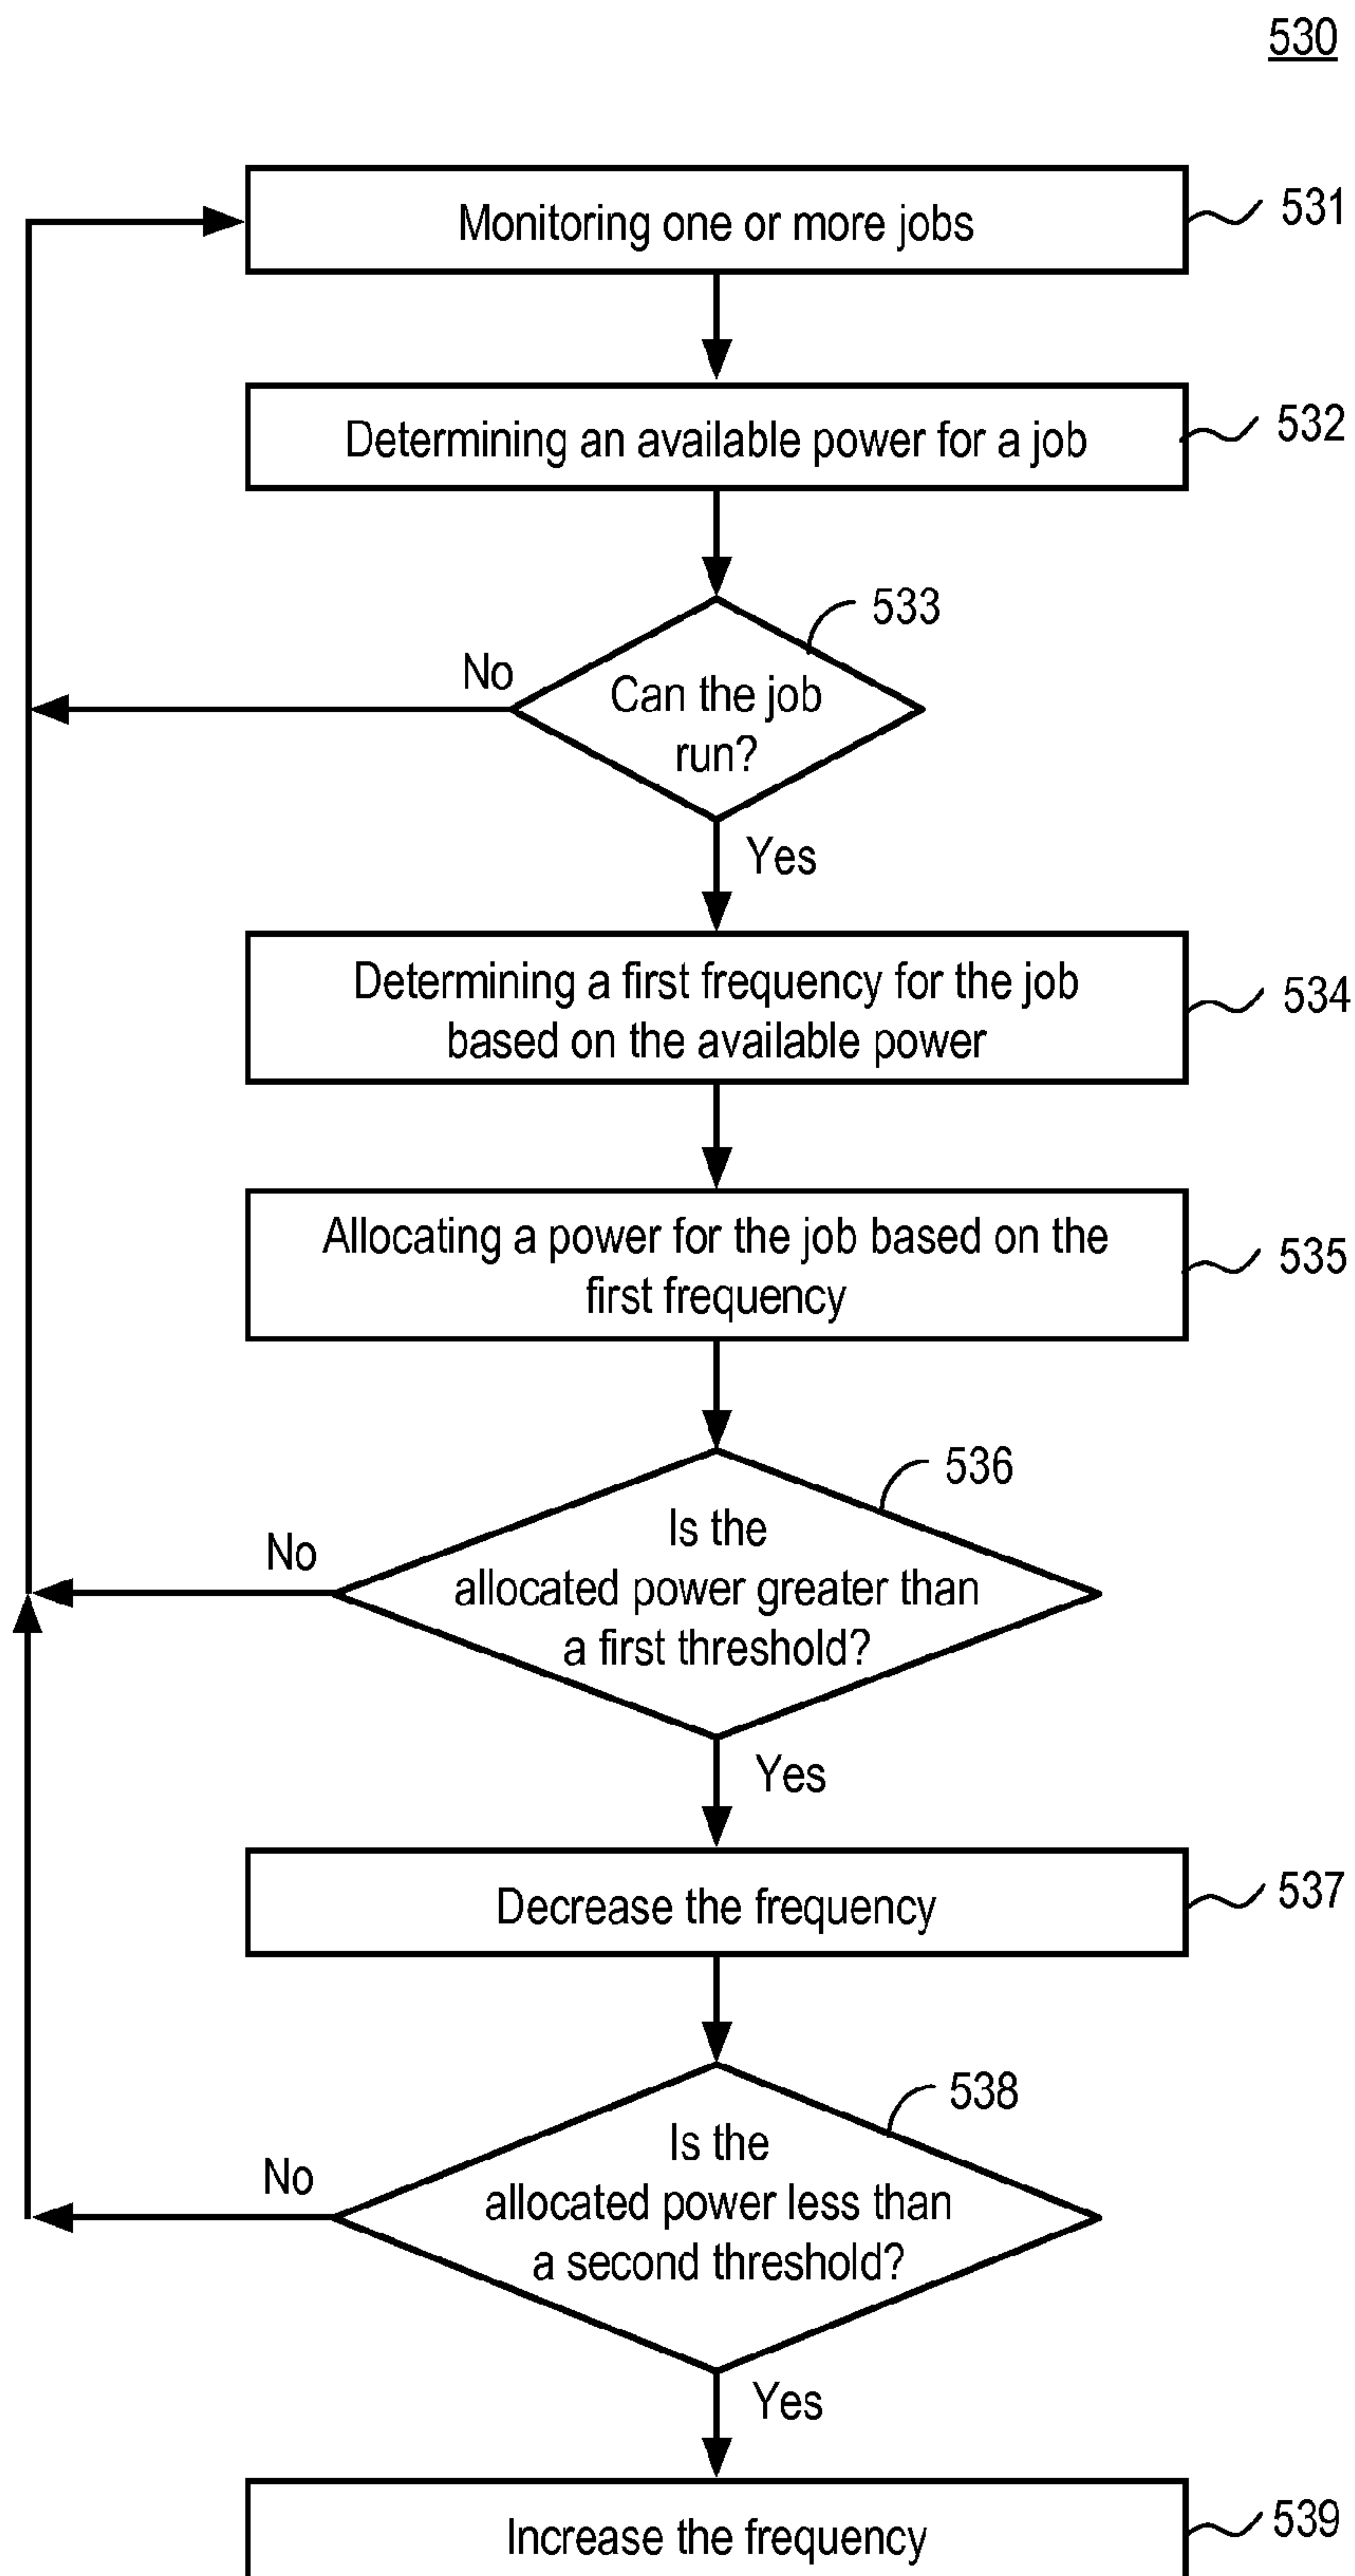 530
Monitoring one or more jobs
531
Determining an available power for a job
532
533
No
Can the job
run?
Yes
Determining a first frequency for the job
based on the available power
534
Allocating a power for the job based on the
first frequency
535
536
No
Is the
allocated power greater than
a first threshold?
Yes
Decrease the frequency
537
538
No
Is the
allocated power less than
a second threshold?
Yes
Increase the frequency
539